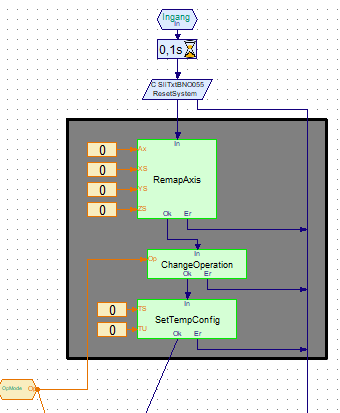 Ingang
In
0,1s
C SliTxtBNO055
ResetSystem
In
0 Ax
0 XS
RemapAxis
0 YS
0 ZS
Ok Er
In
Op
ChangeOperation
Ok Er
In
0 TS
SetTempConfig
0 TU
Ok Er
OpMode Op